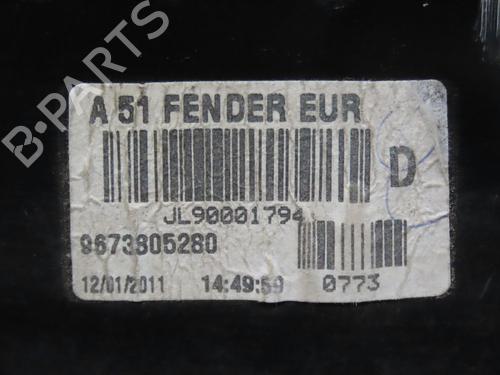 B-PARTS
A 51 FENDER EUR
D
JL90001794
9673805280
12/01/2011 14:49:59
0773